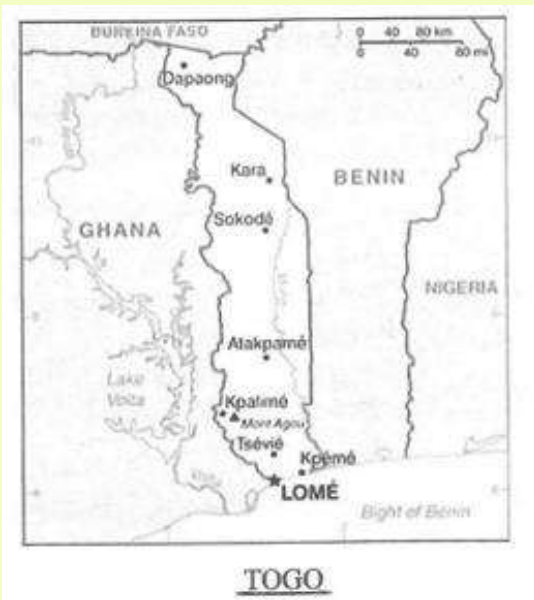 BURKINA FASO
0 40 80 km
0 40 80 mi
Dapaong
Kara
BENIN
Sokodé
GHANA
NIGERIA
Atakpamé
Lake
Volta
Kpalimé
Mont Agou
Tsévié
Kpémé
LOMÉ
Bight of Benin
TOGO